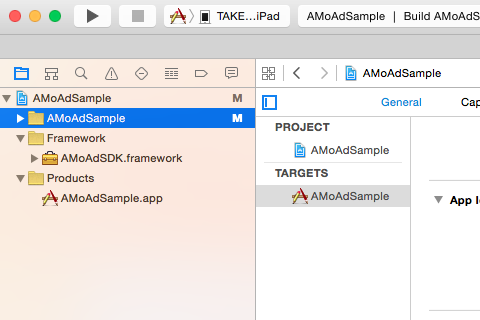 TAKE...iPad
AMoAdSample | Build AMoAdS
AMoAdSample M
AMoAdSample M
Framework
AMoAdSDK.framework
Products
AMoAdSample.app
AMoAdSample
General Cap
PROJECT
AMoAdSample
TARGETS
AMoAdSample
App Ic